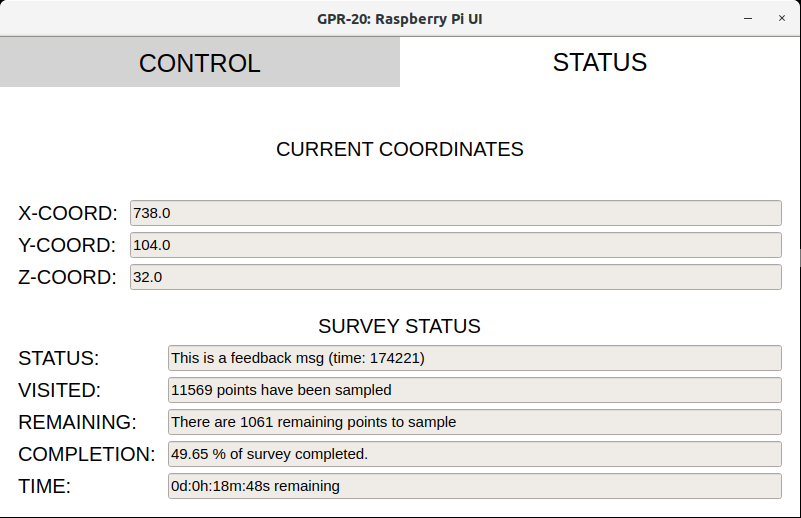 GPR-20: Raspberry Pi UI
CONTROL
STATUS
CURRENT COORDINATES
X-COORD: 738.0
Y-COORD: 104.0
Z-COORD: 32.0
SURVEY STATUS
STATUS: This is a feedback msg (time: 174221)
VISITED: 11569 points have been sampled
REMAINING: There are 1061 remaining points to sample
COMPLETION: 49.65 % of survey completed.
TIME: 0d:0h:18m:48s remaining